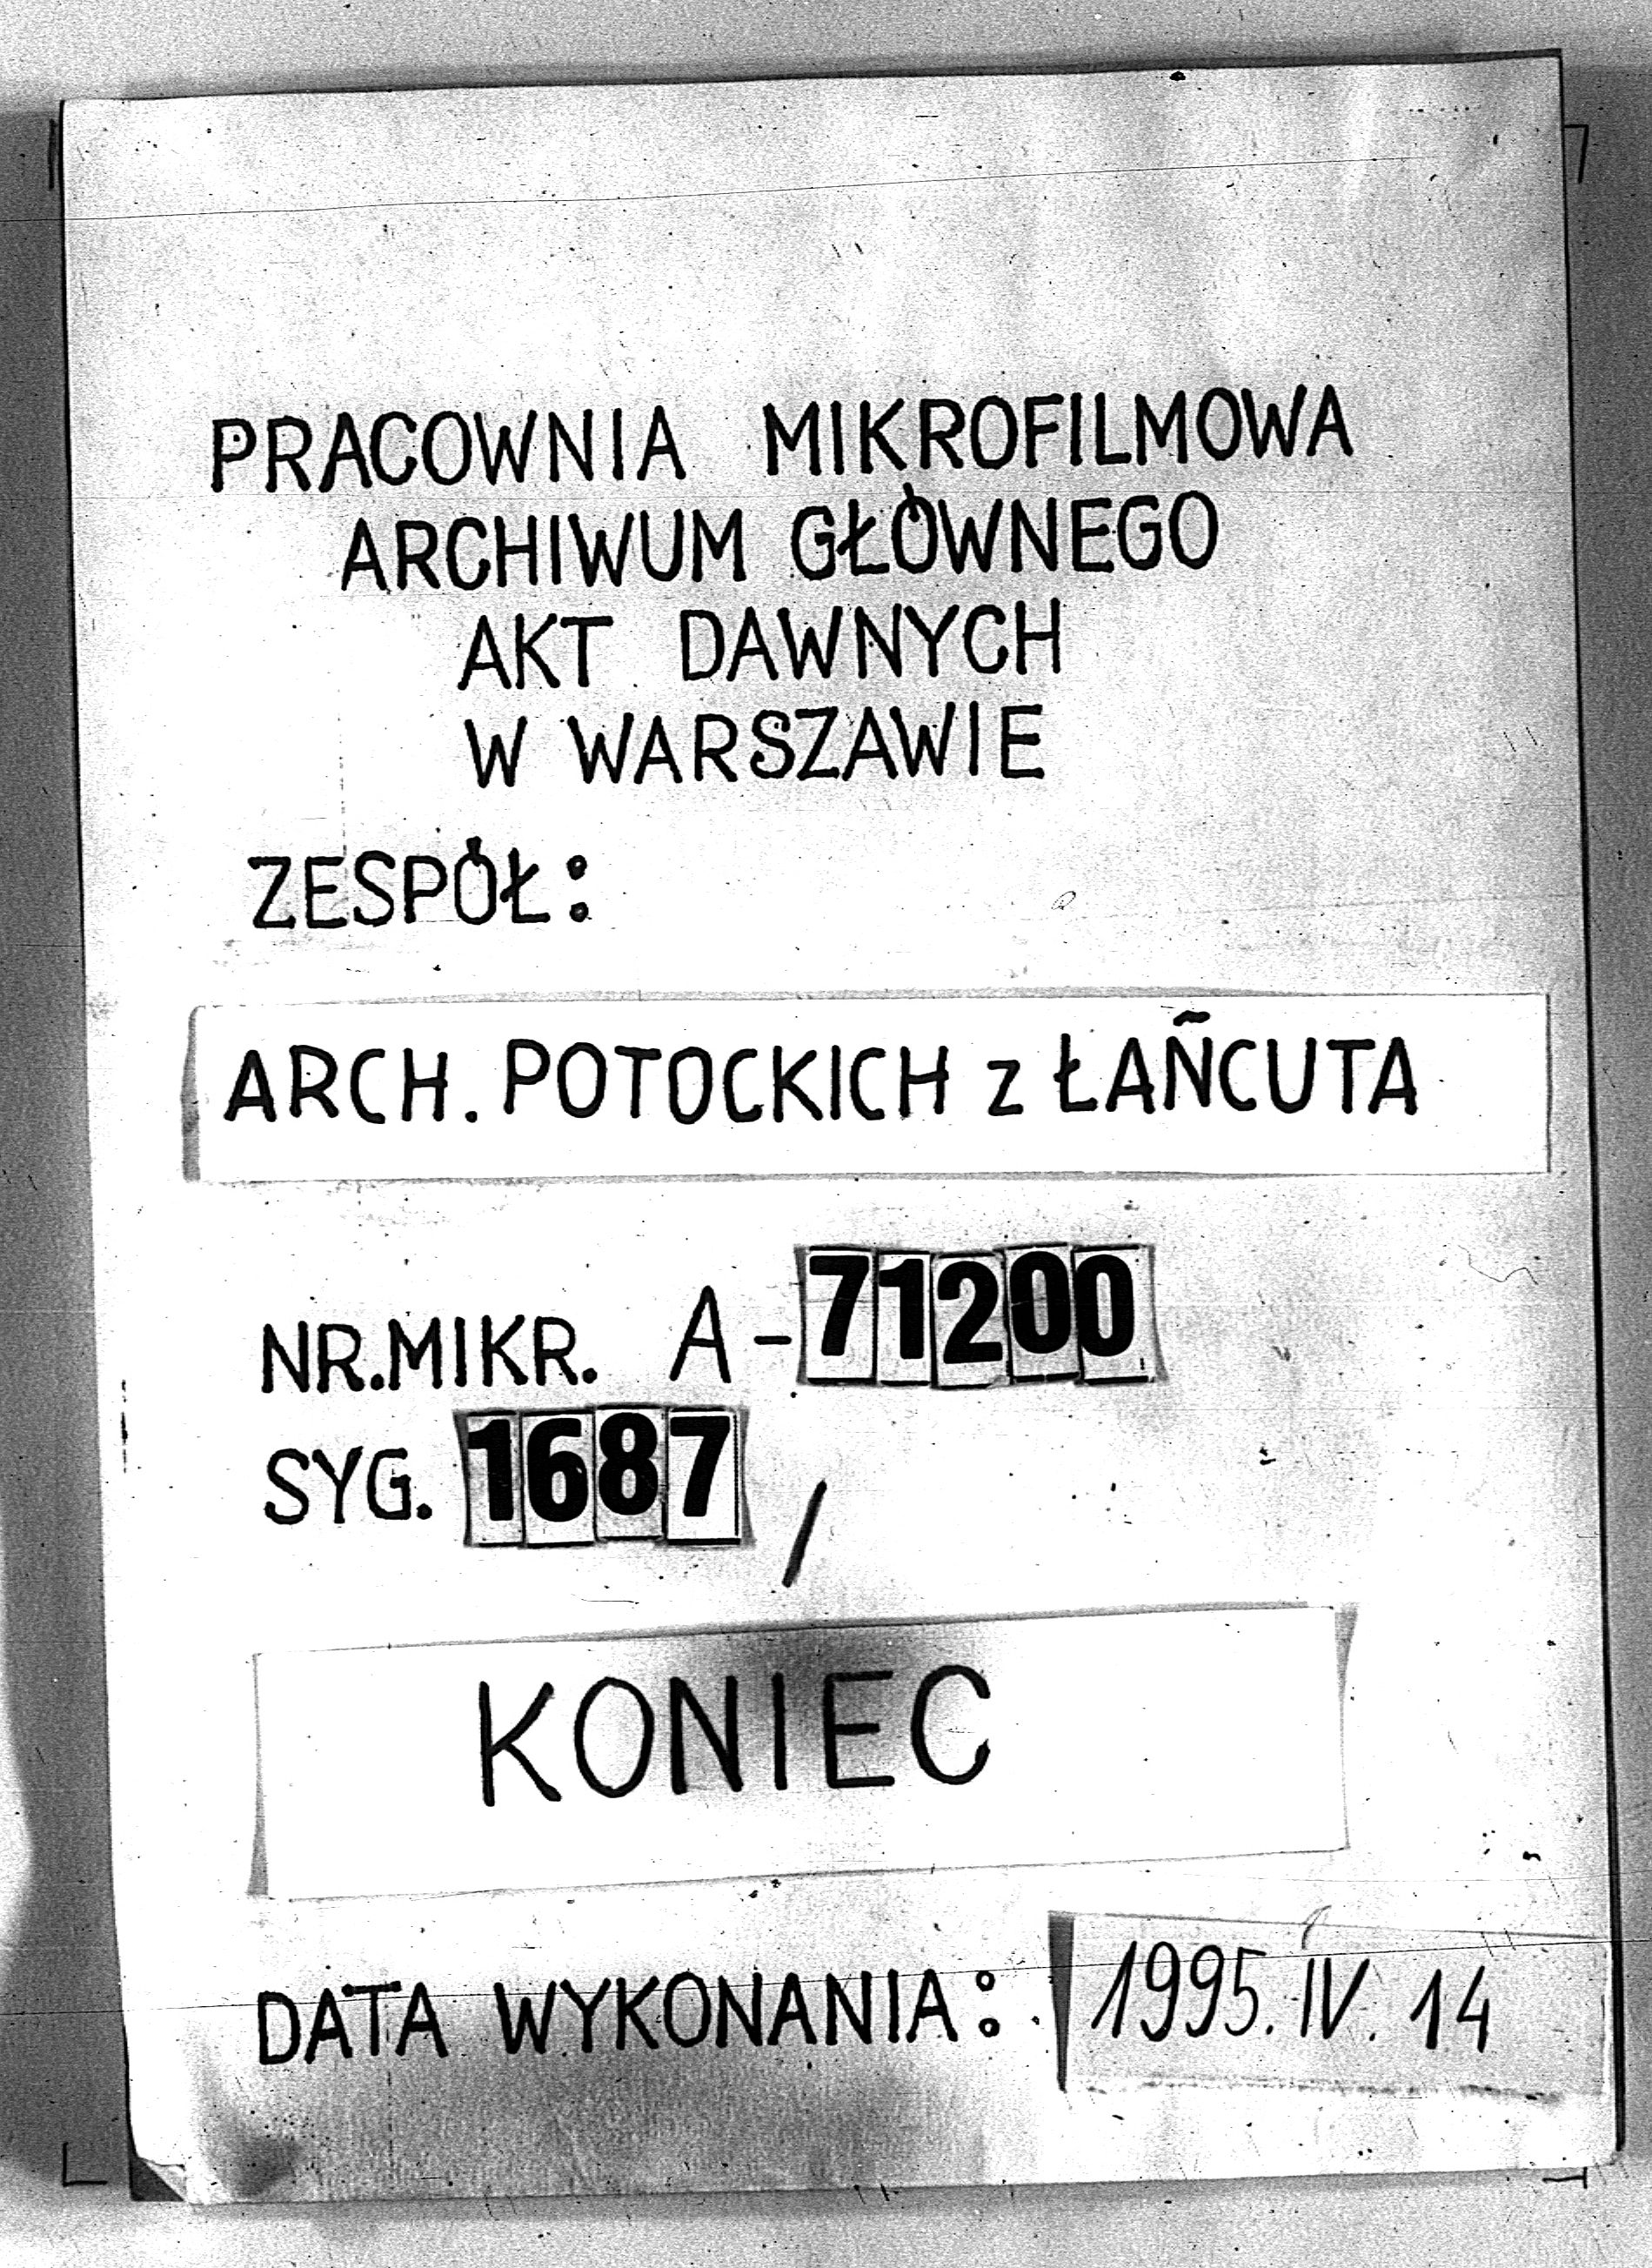 PRACOWNIA MIKROFILMOWA
ARCHIWUM GŁÓWNEGO
AKT DAWNYCH
W WARSZAWIE
ZESPÓŁ:
ARCH. POTOCKICH z ŁAŃCUTA
NR.MIKR. A-71200
SYG. 1687 /
KONIEC
DATA WYKONANIA: 1995.IV.14